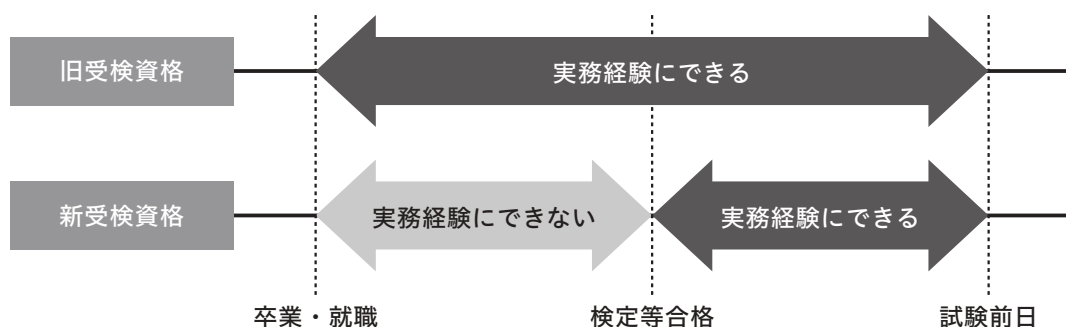 旧受検資格
実務経験にできる
新受検資格
実務経験にできない
実務経験にできる
卒業・就職
検定等合格
試験前日